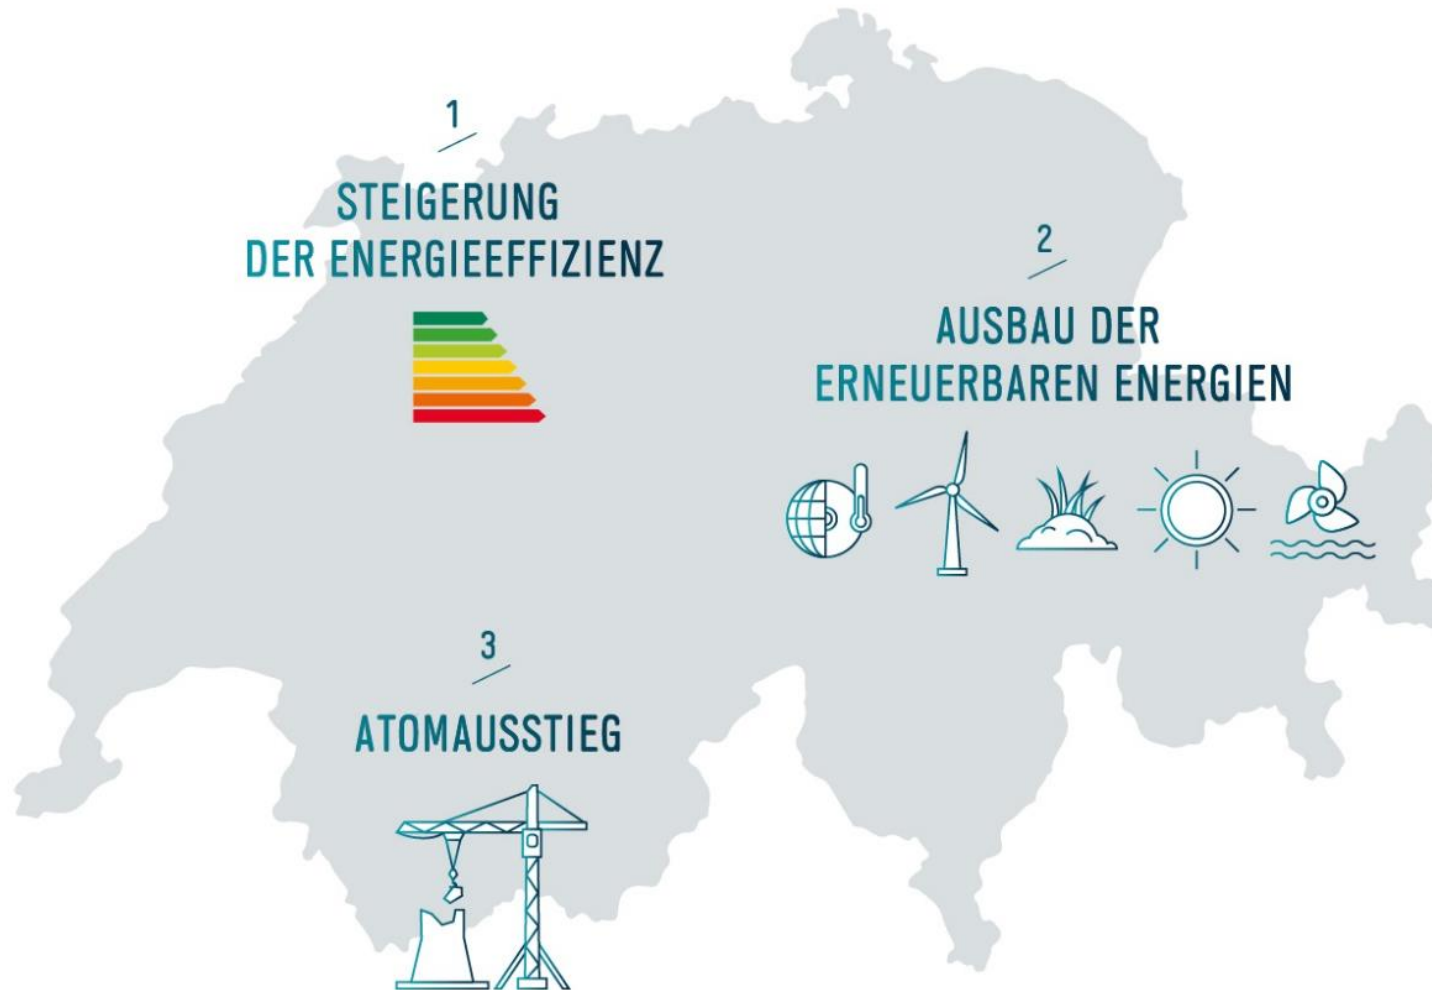 1
STEIGERUNG
DER ENERGIEEFFIZIENZ
2
AUSBAU DER
ERNEUERBAREN ENERGIEN
3
ATOMAUSSTIEG